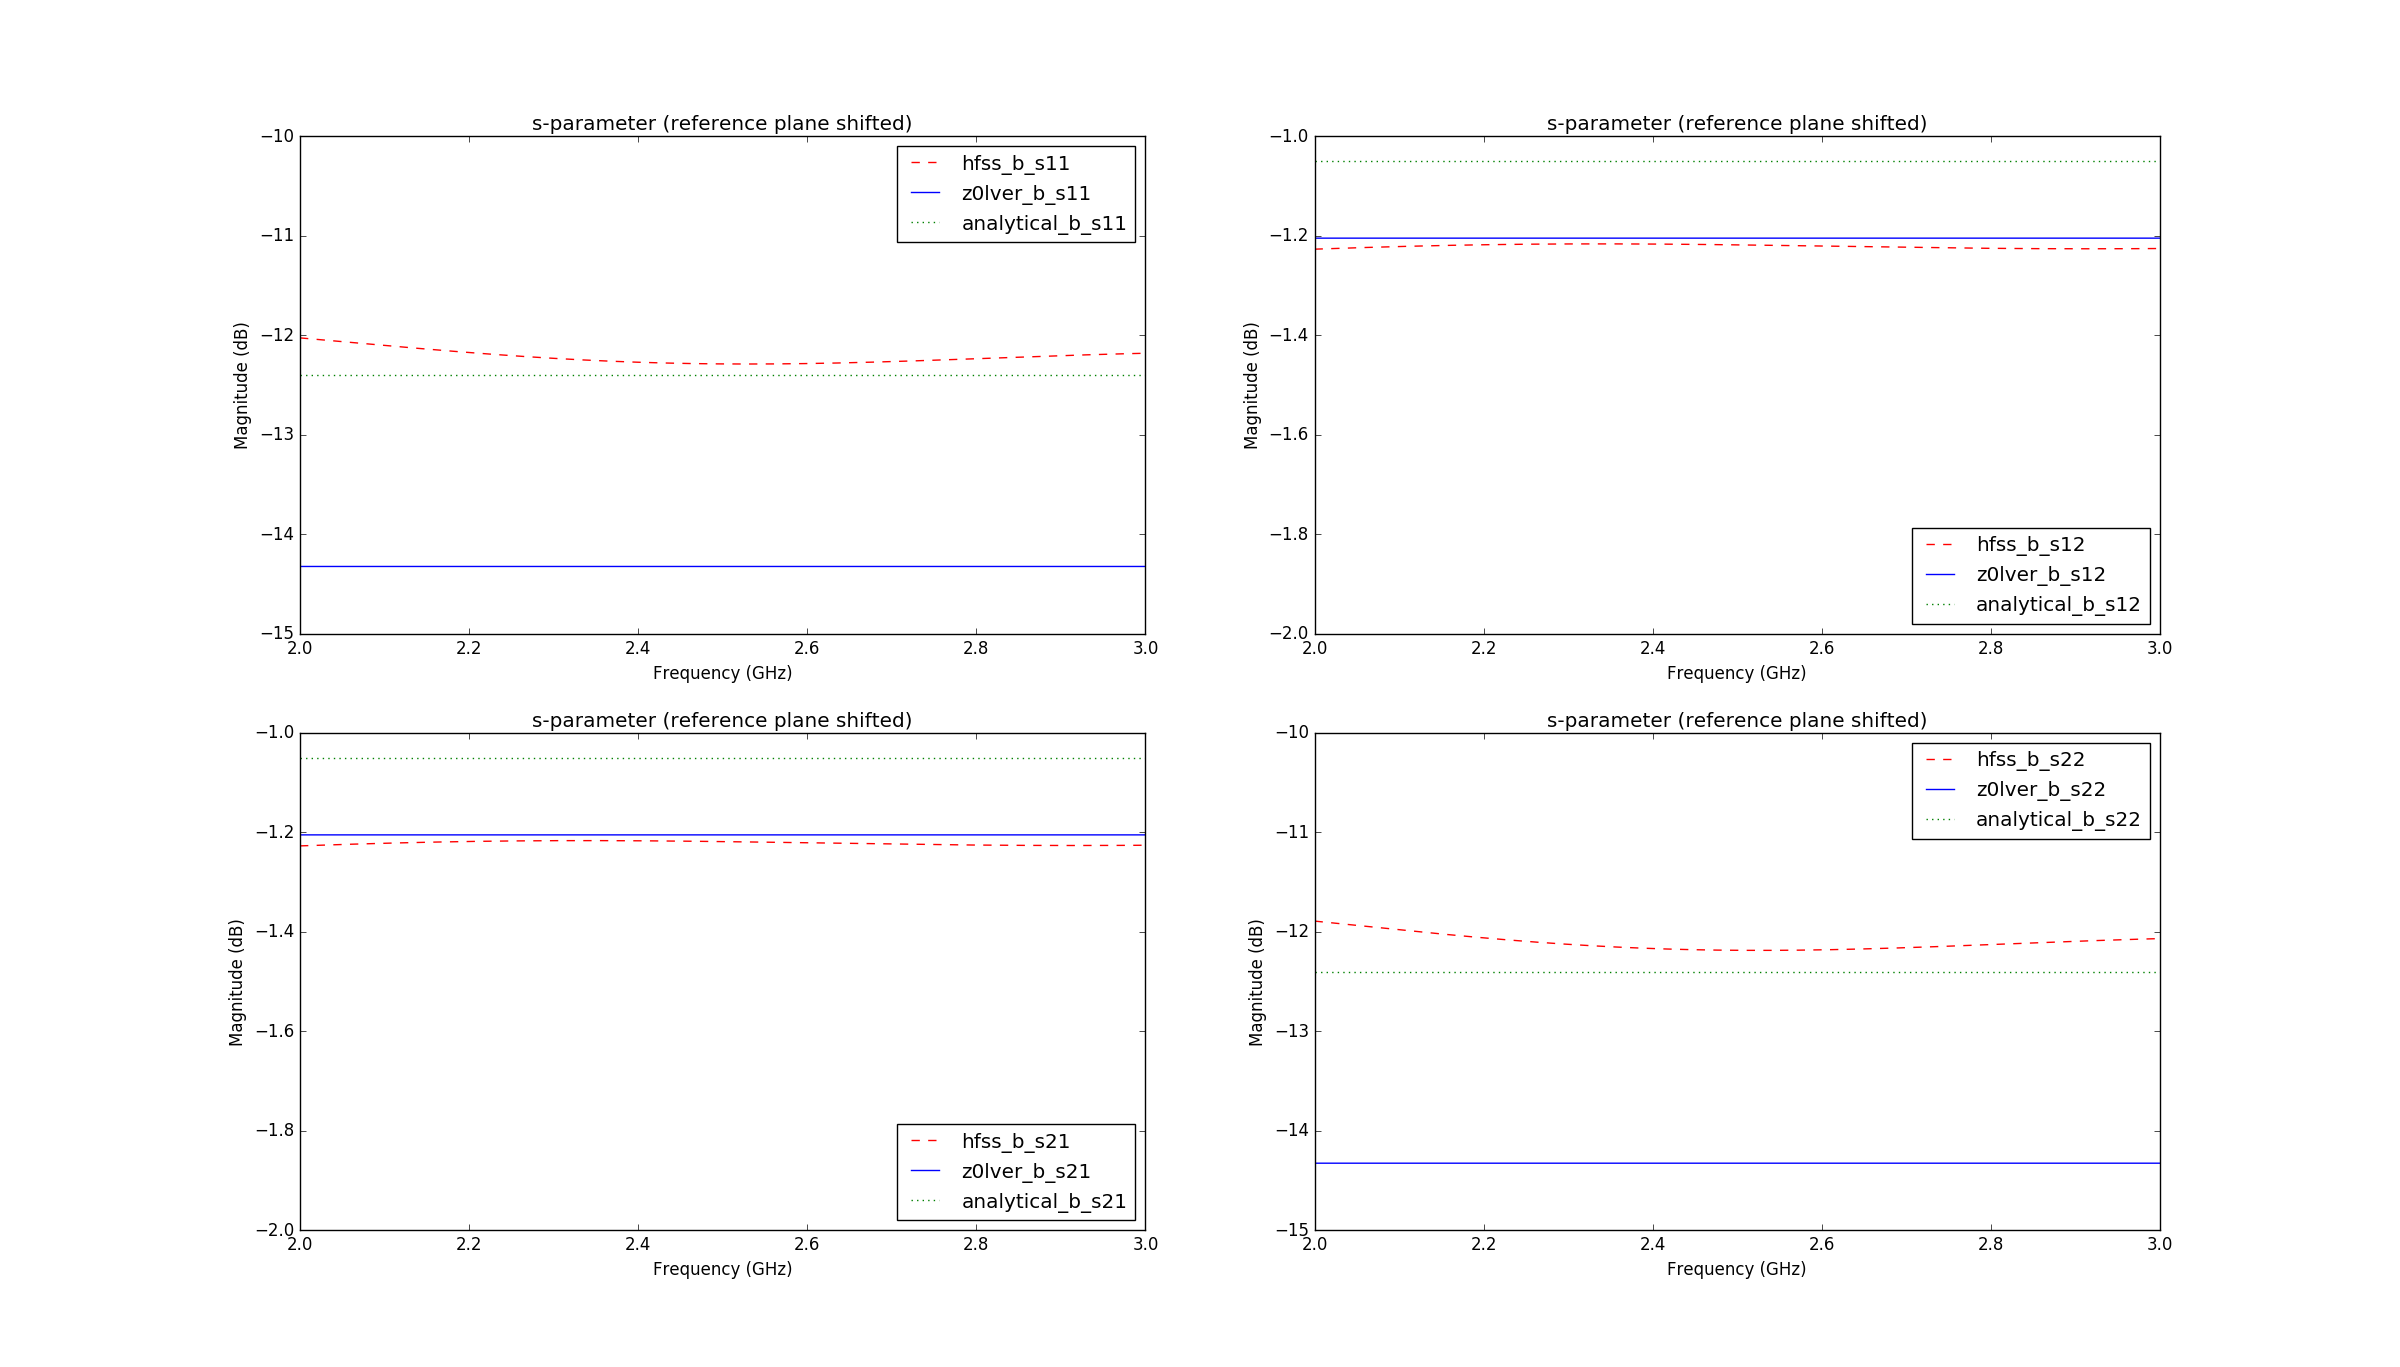 s-parameter (reference plane shifted)
−10
−11
−12
−13
−14
−15
Magnitude (dB)
2.0 2.2 2.4 2.6 2.8 3.0
Frequency (GHz)
hfss_b_s11
z0lver_b_s11
analytical_b_s11
s-parameter (reference plane shifted)
−1.0
−1.2
−1.4
−1.6
−1.8
−2.0
Magnitude (dB)
2.0 2.2 2.4 2.6 2.8 3.0
Frequency (GHz)
hfss_b_s12
z0lver_b_s12
analytical_b_s12
s-parameter (reference plane shifted)
−1.0
−1.2
−1.4
−1.6
−1.8
−2.0
Magnitude (dB)
2.0 2.2 2.4 2.6 2.8 3.0
Frequency (GHz)
hfss_b_s21
z0lver_b_s21
analytical_b_s21
s-parameter (reference plane shifted)
−10
−11
−12
−13
−14
−15
Magnitude (dB)
2.0 2.2 2.4 2.6 2.8 3.0
Frequency (GHz)
hfss_b_s22
z0lver_b_s22
analytical_b_s22